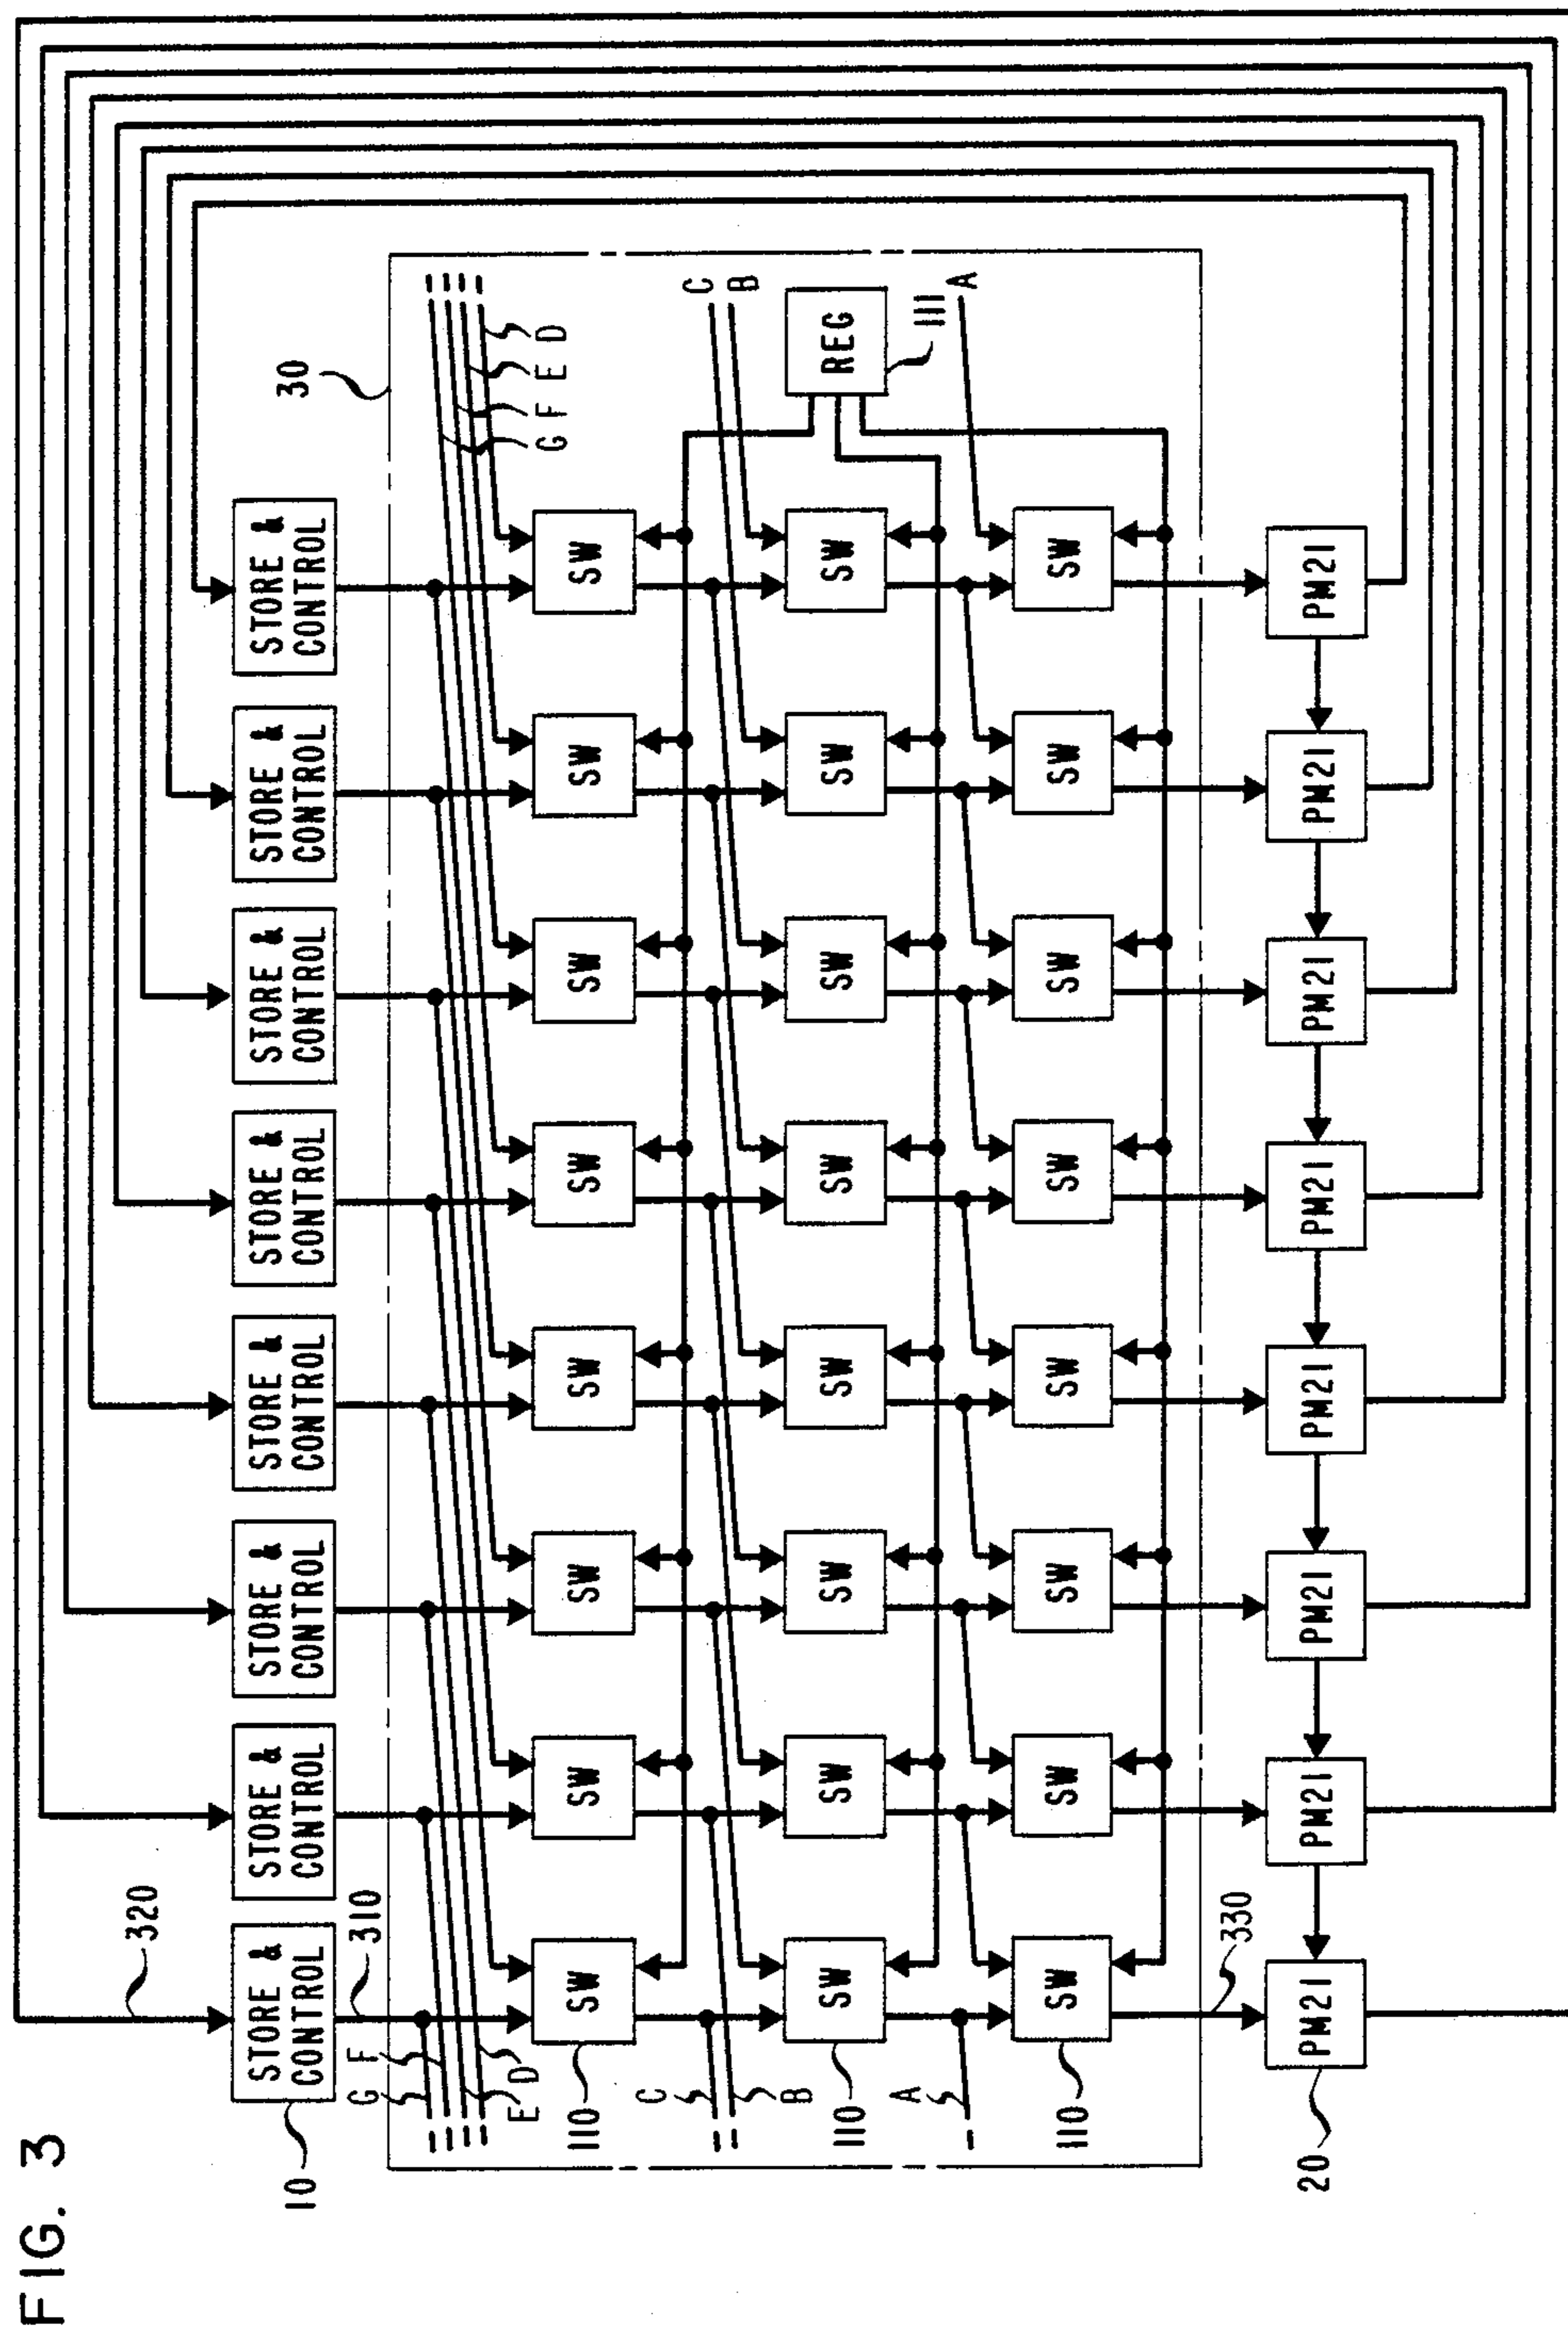 FIG. 3
320
10
STORE &
CONTROL
STORE &
CONTROL
STORE &
CONTROL
STORE &
CONTROL
STORE &
CONTROL
STORE &
CONTROL
STORE &
CONTROL
STORE &
CONTROL
310
30
G
F
E
D
G
F
E
D
110
SW
SW
SW
SW
SW
SW
SW
SW
C
B
C
B
110
SW
SW
SW
SW
SW
SW
SW
SW
REG
111
A
A
110
SW
SW
SW
SW
SW
SW
SW
SW
330
20
PM21
PM21
PM21
PM21
PM21
PM21
PM21
PM21